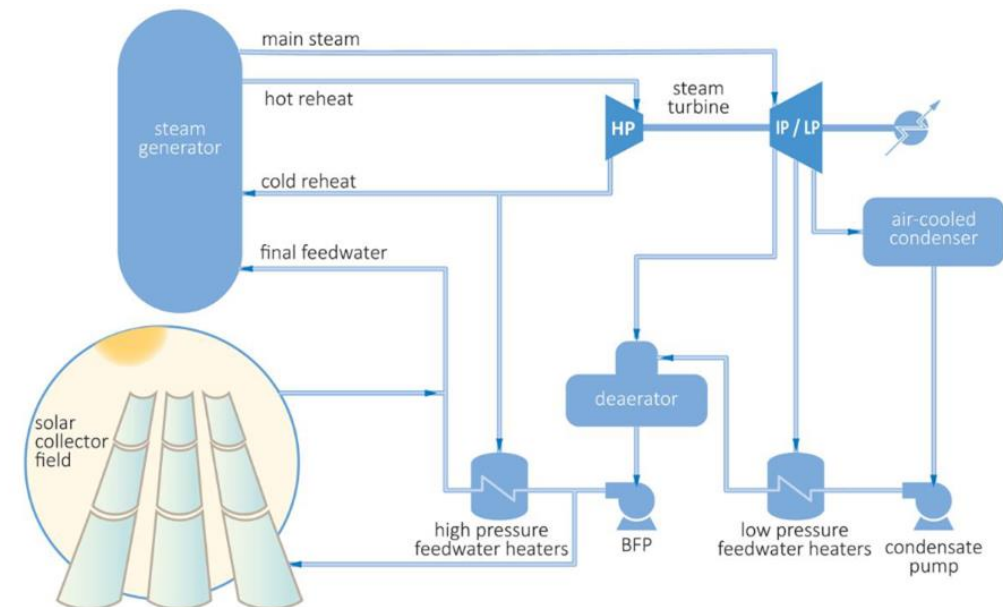 main steam
hot reheat
steam
generator
steam
turbine
HP
IP / LP
cold reheat
air-cooled
condenser
final feedwater
deaerator
solar
collector
field
high pressure
feedwater heaters
BFP
low pressure
feedwater heaters
condensate
pump